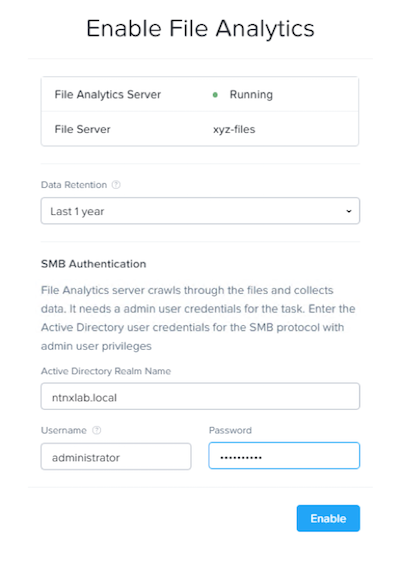 Enable File Analytics
File Analytics Server Running
File Server xyz-files
Data Retention
Last 1 year
SMB Authentication
File Analytics server crawls through the files and collects
data. It needs a admin user credentials for the task. Enter the
Active Directory user credentials for the SMB protocol with
admin user privileges
Active Directory Realm Name
ntnxlab.local
Username Password
administrator ••••••••••
Enable